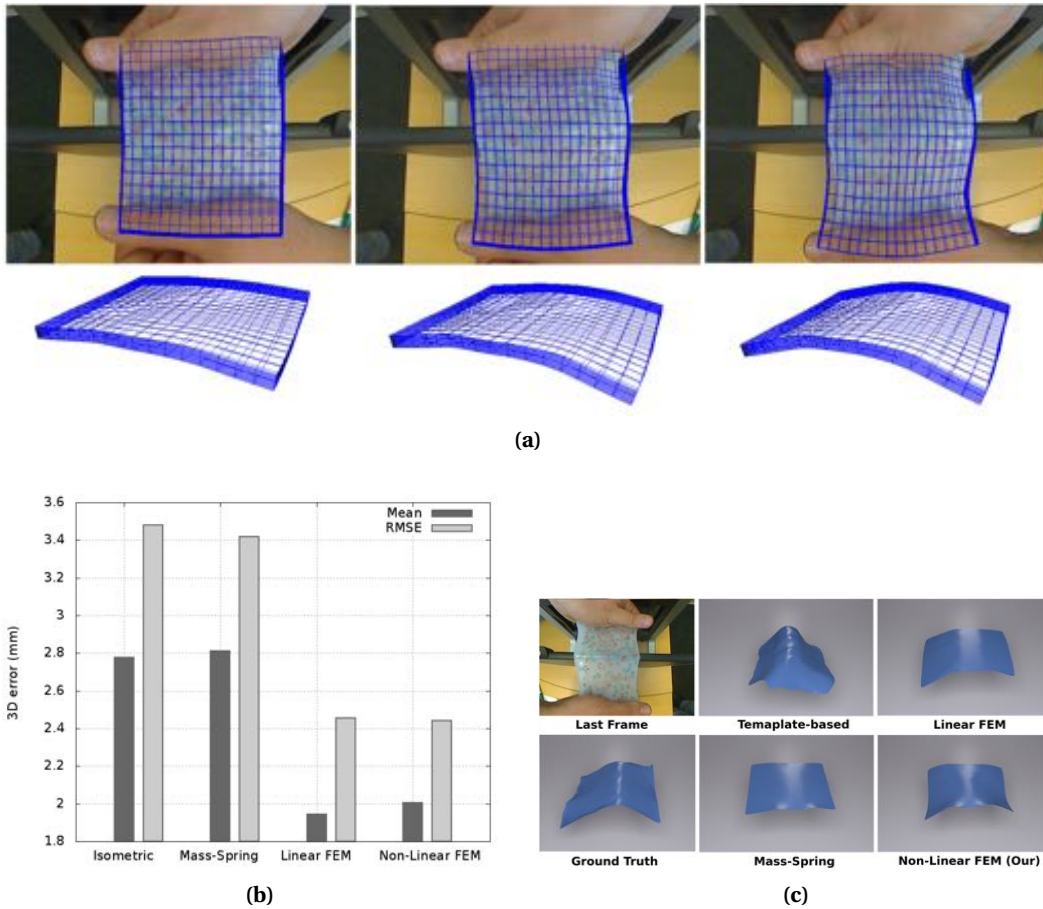 (a)
3.6
3.4
3.2
3
2.8
2.6
2.4
2.2
2
1.8
3D error (mm)
Mean
RMSE
Isometric Mass-Spring Linear FEM Non-Linear FEM
(b)
Last Frame Temaplate-based Linear FEM
Ground Truth Mass-Spring Non-Linear FEM (Our)
(c)